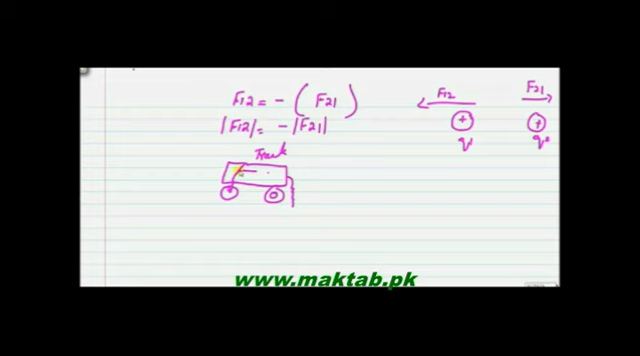 F12 = - ( F21 )
|F12| = - |F21|
F12
F21
+
+
q1
q2
Truck
www.maktab.pk